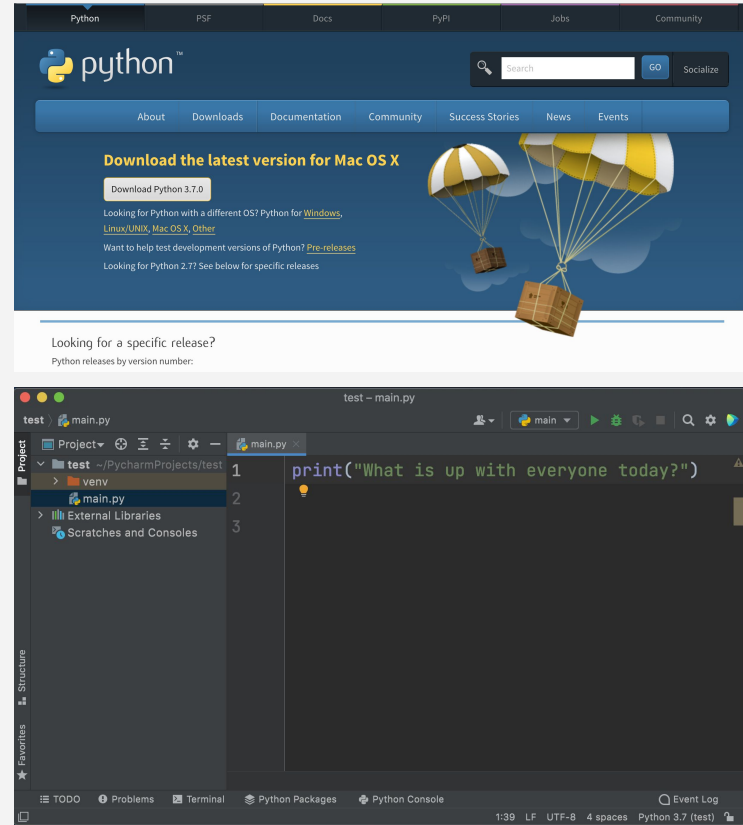 Python PSF Docs PyPI Jobs Community
python™
Search GO Socialize
About Downloads Documentation Community Success Stories News Events
Download the latest version for Mac OS X
Download Python 3.7.0
Looking for Python with a different OS? Python for Windows,
Linux/UNIX, Mac OS X, Other
Want to help test development versions of Python? Pre-releases
Looking for Python 2.7? See below for specific releases
Looking for a specific release?
Python releases by version number:
test – main.py
test main.py main
Project Project main.py
test ~/PycharmProjects/test
venv
main.py
External Libraries
Scratches and Consoles
1 print("What is up with everyone today?")
2
3
Structure
Favorites
TODO Problems Terminal Python Packages Python Console Event Log
1:39 LF UTF-8 4 spaces Python 3.7 (test)